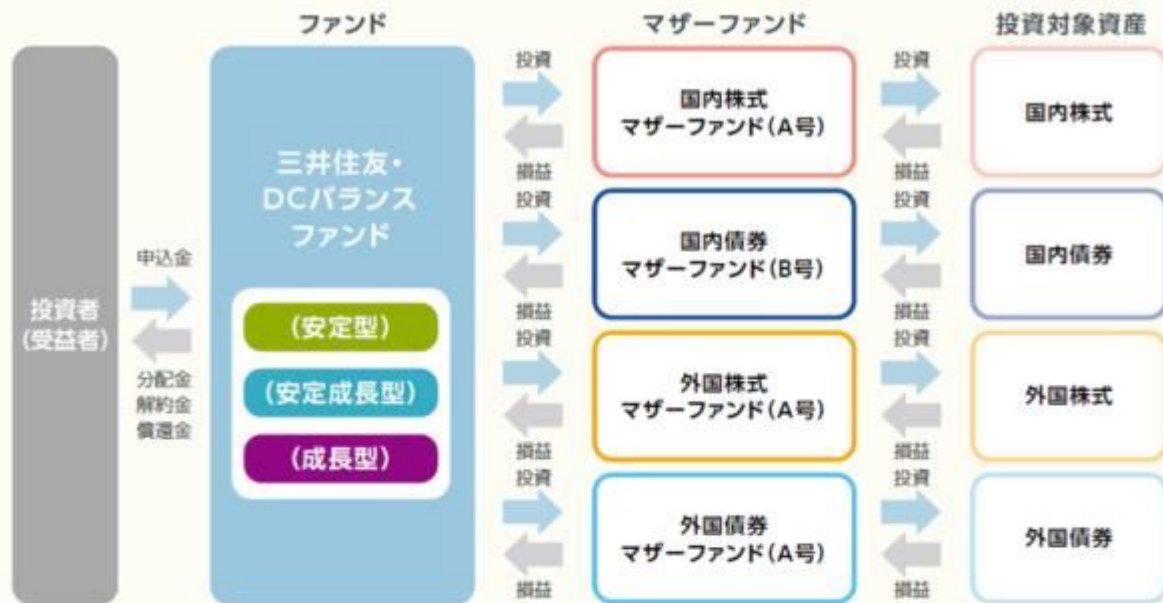 ファンド
マザーファンド
投資対象資産
投資者
(受益者)
申込金
分配金
解約金
償還金
三井住友・
DCバランス
ファンド
(安定型)
(安定成長型)
(成長型)
投資
損益
投資
損益
投資
損益
投資
損益
国内株式
マザーファンド(A号)
国内債券
マザーファンド(B号)
外国株式
マザーファンド(A号)
外国債券
マザーファンド(A号)
投資
損益
投資
損益
投資
損益
投資
損益
国内株式
国内債券
外国株式
外国債券